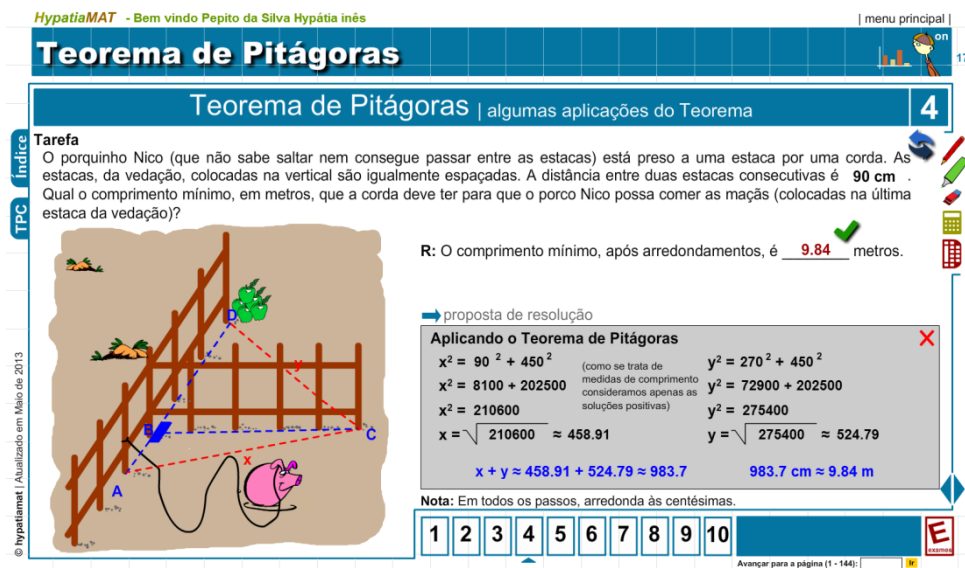 HypatiaMAT - Bem vindo Pepito da Silva Hypátia inês
| menu principal |
Teorema de Pitágoras
on
17
Teorema de Pitágoras | algumas aplicações do Teorema
4
Índice
TPC
Tarefa
O porquinho Nico (que não sabe saltar nem consegue passar entre as estacas) está preso a uma estaca por uma corda. As
estacas, da vedação, colocadas na vertical são igualmente espaçadas. A distância entre duas estacas consecutivas é 90 cm .
Qual o comprimento mínimo, em metros, que a corda deve ter para que o porco Nico possa comer as maçãs (colocadas na última
estaca da vedação)?
R: O comprimento mínimo, após arredondamentos, é 9.84 metros.
D
y
B
C
x
A
proposta de resolução
Aplicando o Teorema de Pitágoras
x² = 90 ² + 450 ²
x² = 8100 + 202500
x² = 210600
x = √210600 ≈ 458.91
(como se trata de
medidas de comprimento
consideramos apenas as
soluções positivas)
y² = 270 ² + 450 ²
y² = 72900 + 202500
y² = 275400
y = √275400 ≈ 524.79
x + y ≈ 458.91 + 524.79 ≈ 983.7
983.7 cm ≈ 9.84 m
Nota: Em todos os passos, arredonda às centésimas.
1 2 3 4 5 6 7 8 9 10
E
exames
Avançar para a página (1 - 144):
Ir
© hypatiamat | Atualizado em Maio de 2013